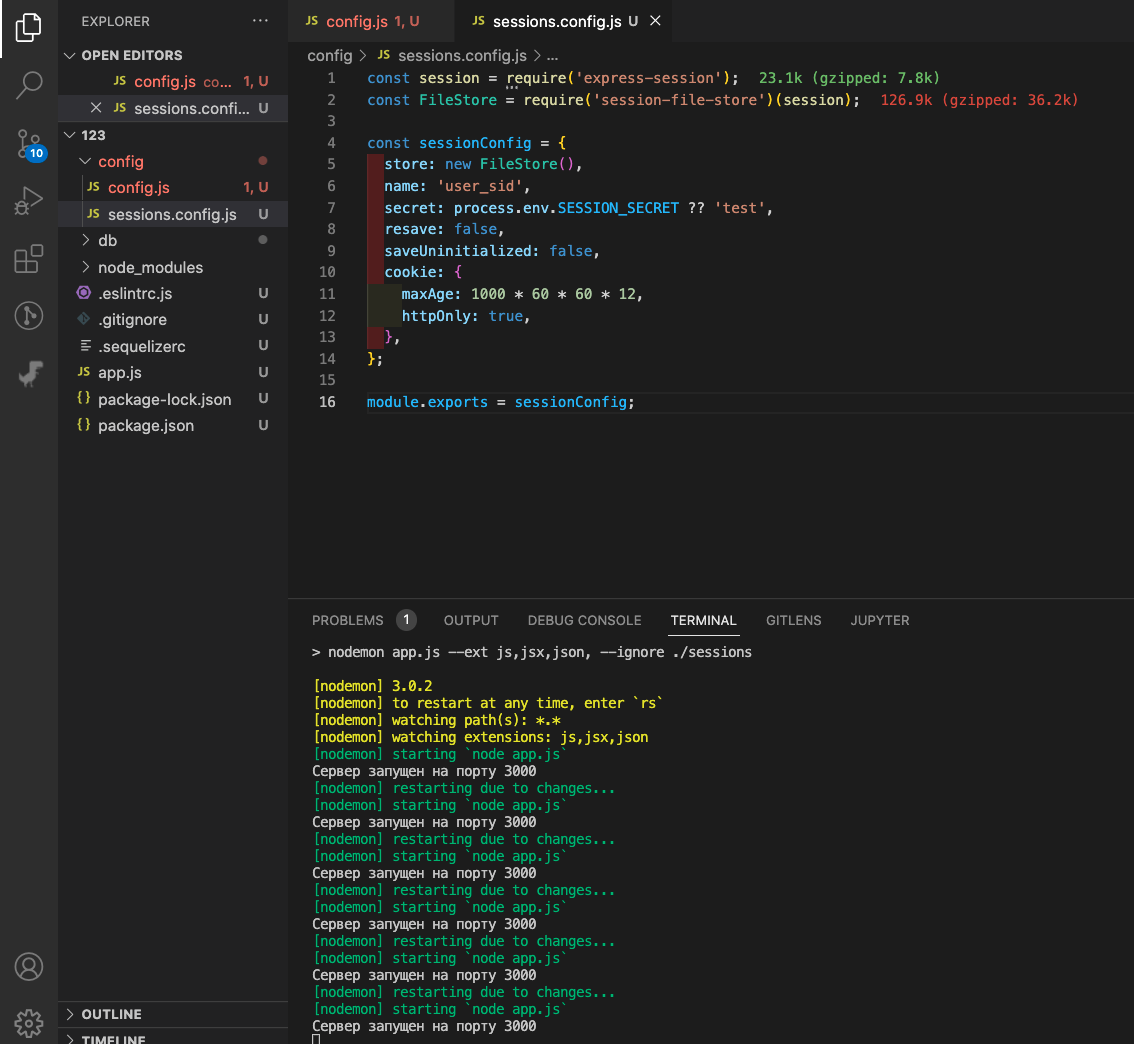 EXPLORER ...
OPEN EDITORS
JS config.js co... 1, U
JS sessions.confi... U
123
config
JS config.js 1, U
JS sessions.config.js U
db
node_modules
.eslintrc.js U
.gitignore U
.sequelizerc U
JS app.js U
{} package-lock.json U
{} package.json U
10
OUTLINE
TIMELINE
JS config.js 1, U JS sessions.config.js U
config > JS sessions.config.js > ...
1 const session = require('express-session'); 23.1k (gzipped: 7.8k)
2 const FileStore = require('session-file-store')(session); 126.9k (gzipped: 36.2k)
3
4 const sessionConfig = {
5 store: new FileStore(),
6 name: 'user_sid',
7 secret: process.env.SESSION_SECRET ?? 'test',
8 resave: false,
9 saveUninitialized: false,
10 cookie: {
11 maxAge: 1000 * 60 * 60 * 12,
12 httpOnly: true,
13 },
14 };
15
16 module.exports = sessionConfig;
PROBLEMS 1 OUTPUT DEBUG CONSOLE TERMINAL GITLENS JUPYTER
> nodemon app.js --ext js,jsx,json, --ignore ./sessions
[nodemon] 3.0.2
[nodemon] to restart at any time, enter `rs`
[nodemon] watching path(s): *.*
[nodemon] watching extensions: js,jsx,json
[nodemon] starting `node app.js`
Сервер запущен на порту 3000
[nodemon] restarting due to changes...
[nodemon] starting `node app.js`
Сервер запущен на порту 3000
[nodemon] restarting due to changes...
[nodemon] starting `node app.js`
Сервер запущен на порту 3000
[nodemon] restarting due to changes...
[nodemon] starting `node app.js`
Сервер запущен на порту 3000
[nodemon] restarting due to changes...
[nodemon] starting `node app.js`
Сервер запущен на порту 3000
[nodemon] restarting due to changes...
[nodemon] starting `node app.js`
Сервер запущен на порту 3000